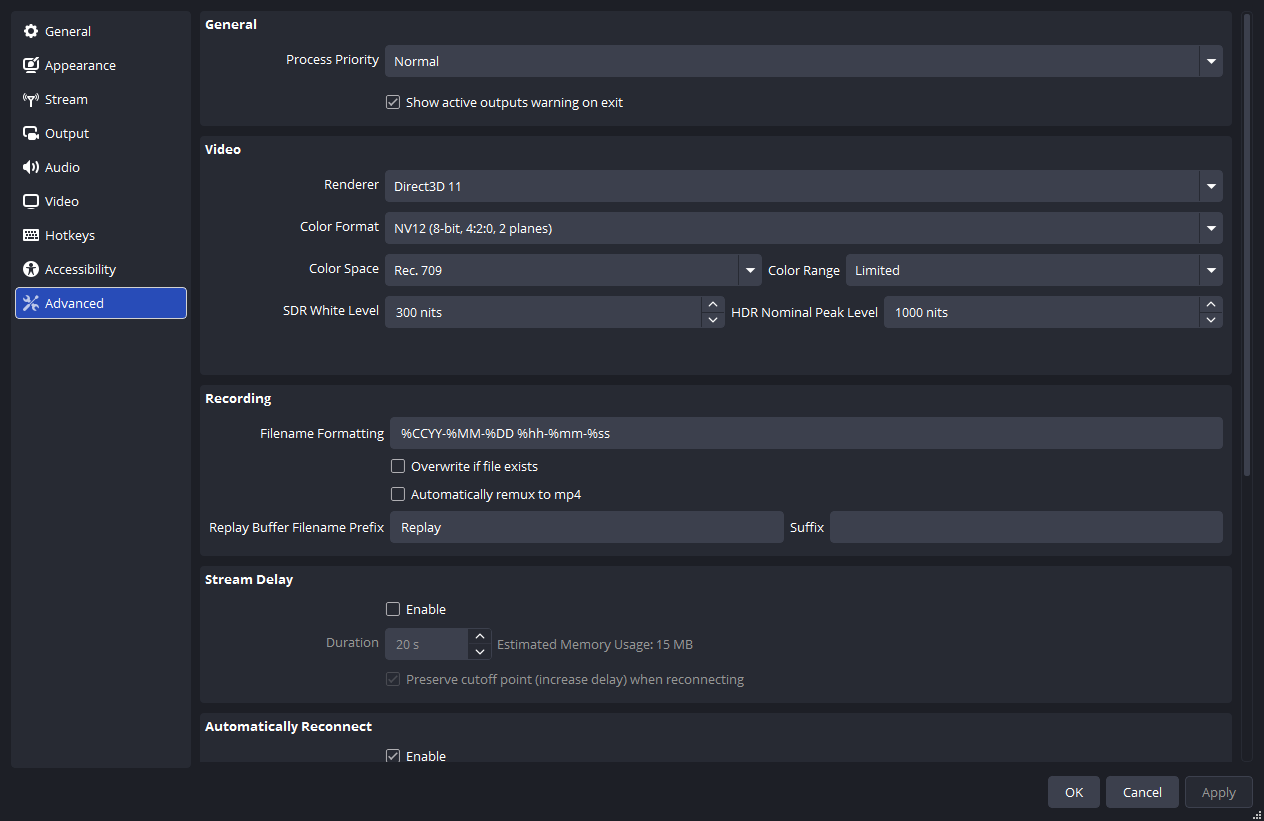 General
Appearance
Stream
Output
Audio
Video
Hotkeys
Accessibility
Advanced
General
Process Priority Normal
Show active outputs warning on exit
Video
Renderer Direct3D 11
Color Format NV12 (8-bit, 4:2:0, 2 planes)
Color Space Rec. 709 Color Range Limited
SDR White Level 300 nits HDR Nominal Peak Level 1000 nits
Recording
Filename Formatting %CCYY-%MM-%DD %hh-%mm-%ss
Overwrite if file exists
Automatically remux to mp4
Replay Buffer Filename Prefix Replay Suffix
Stream Delay
Enable
Duration 20 s Estimated Memory Usage: 15 MB
Preserve cutoff point (increase delay) when reconnecting
Automatically Reconnect
Enable
OK Cancel Apply